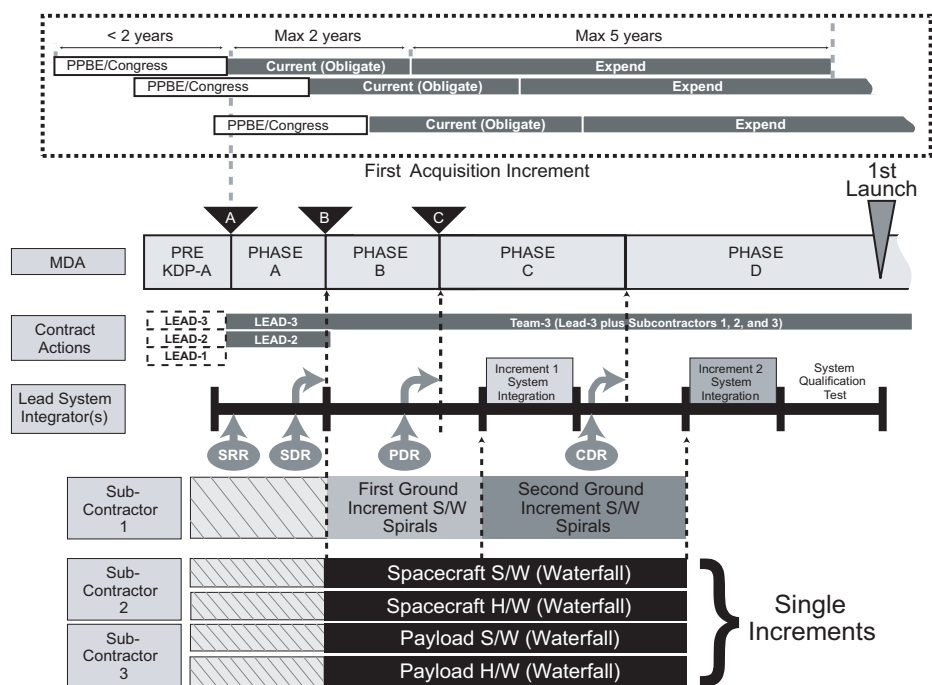 < 2 years
Max 2 years
Max 5 years
PPBE/Congress
Current (Obligate)
Expend
PPBE/Congress
Current (Obligate)
Expend
PPBE/Congress
Current (Obligate)
Expend
First Acquisition Increment
1st
Launch
A
B
C
MDA
PRE
KDP-A
PHASE
A
PHASE
B
PHASE
C
PHASE
D
Contract
Actions
LEAD-3
LEAD-2
LEAD-1
LEAD-3
LEAD-2
Team-3 (Lead-3 plus Subcontractors 1, 2, and 3)
Lead System
Integrator(s)
Increment 1
System
Integration
Increment 2
System
Integration
System
Qualification
Test
SRR
SDR
PDR
CDR
Sub-
Contractor
1
First Ground
Increment S/W
Spirals
Second Ground
Increment S/W
Spirals
Sub-
Contractor
2
Spacecraft S/W (Waterfall)
Spacecraft H/W (Waterfall)
Sub-
Contractor
3
Payload S/W (Waterfall)
Payload H/W (Waterfall)
Single
Increments